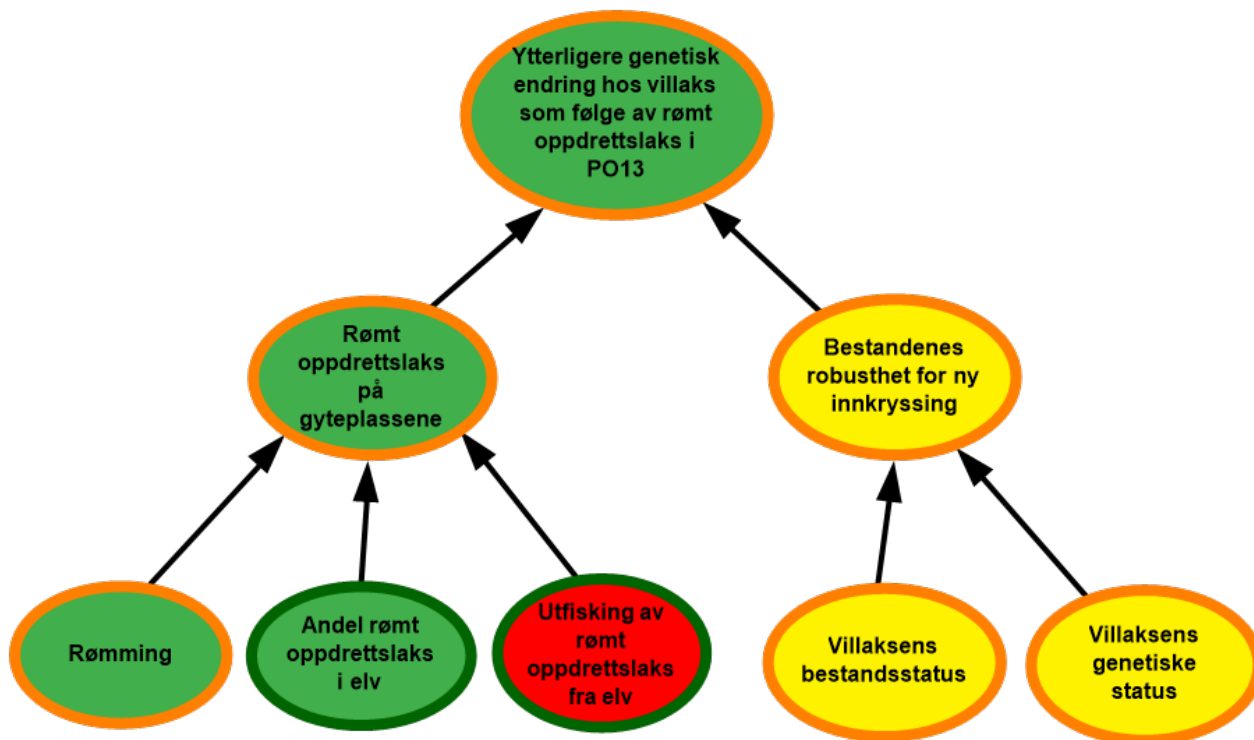 Ytterligere genetisk
endring hos villaks
som følge av rømt
oppdrettslaks i
PO13
Rømt
oppdrettslaks
på
gyteplassene
Bestandenes
robusthet for ny
innkryssing
Rømming
Andel rømt
oppdrettslaks
i elv
Utfisking av
rømt
oppdrettslaks
fra elv
Villaksens
bestandsstatus
Villaksens
genetiske
status